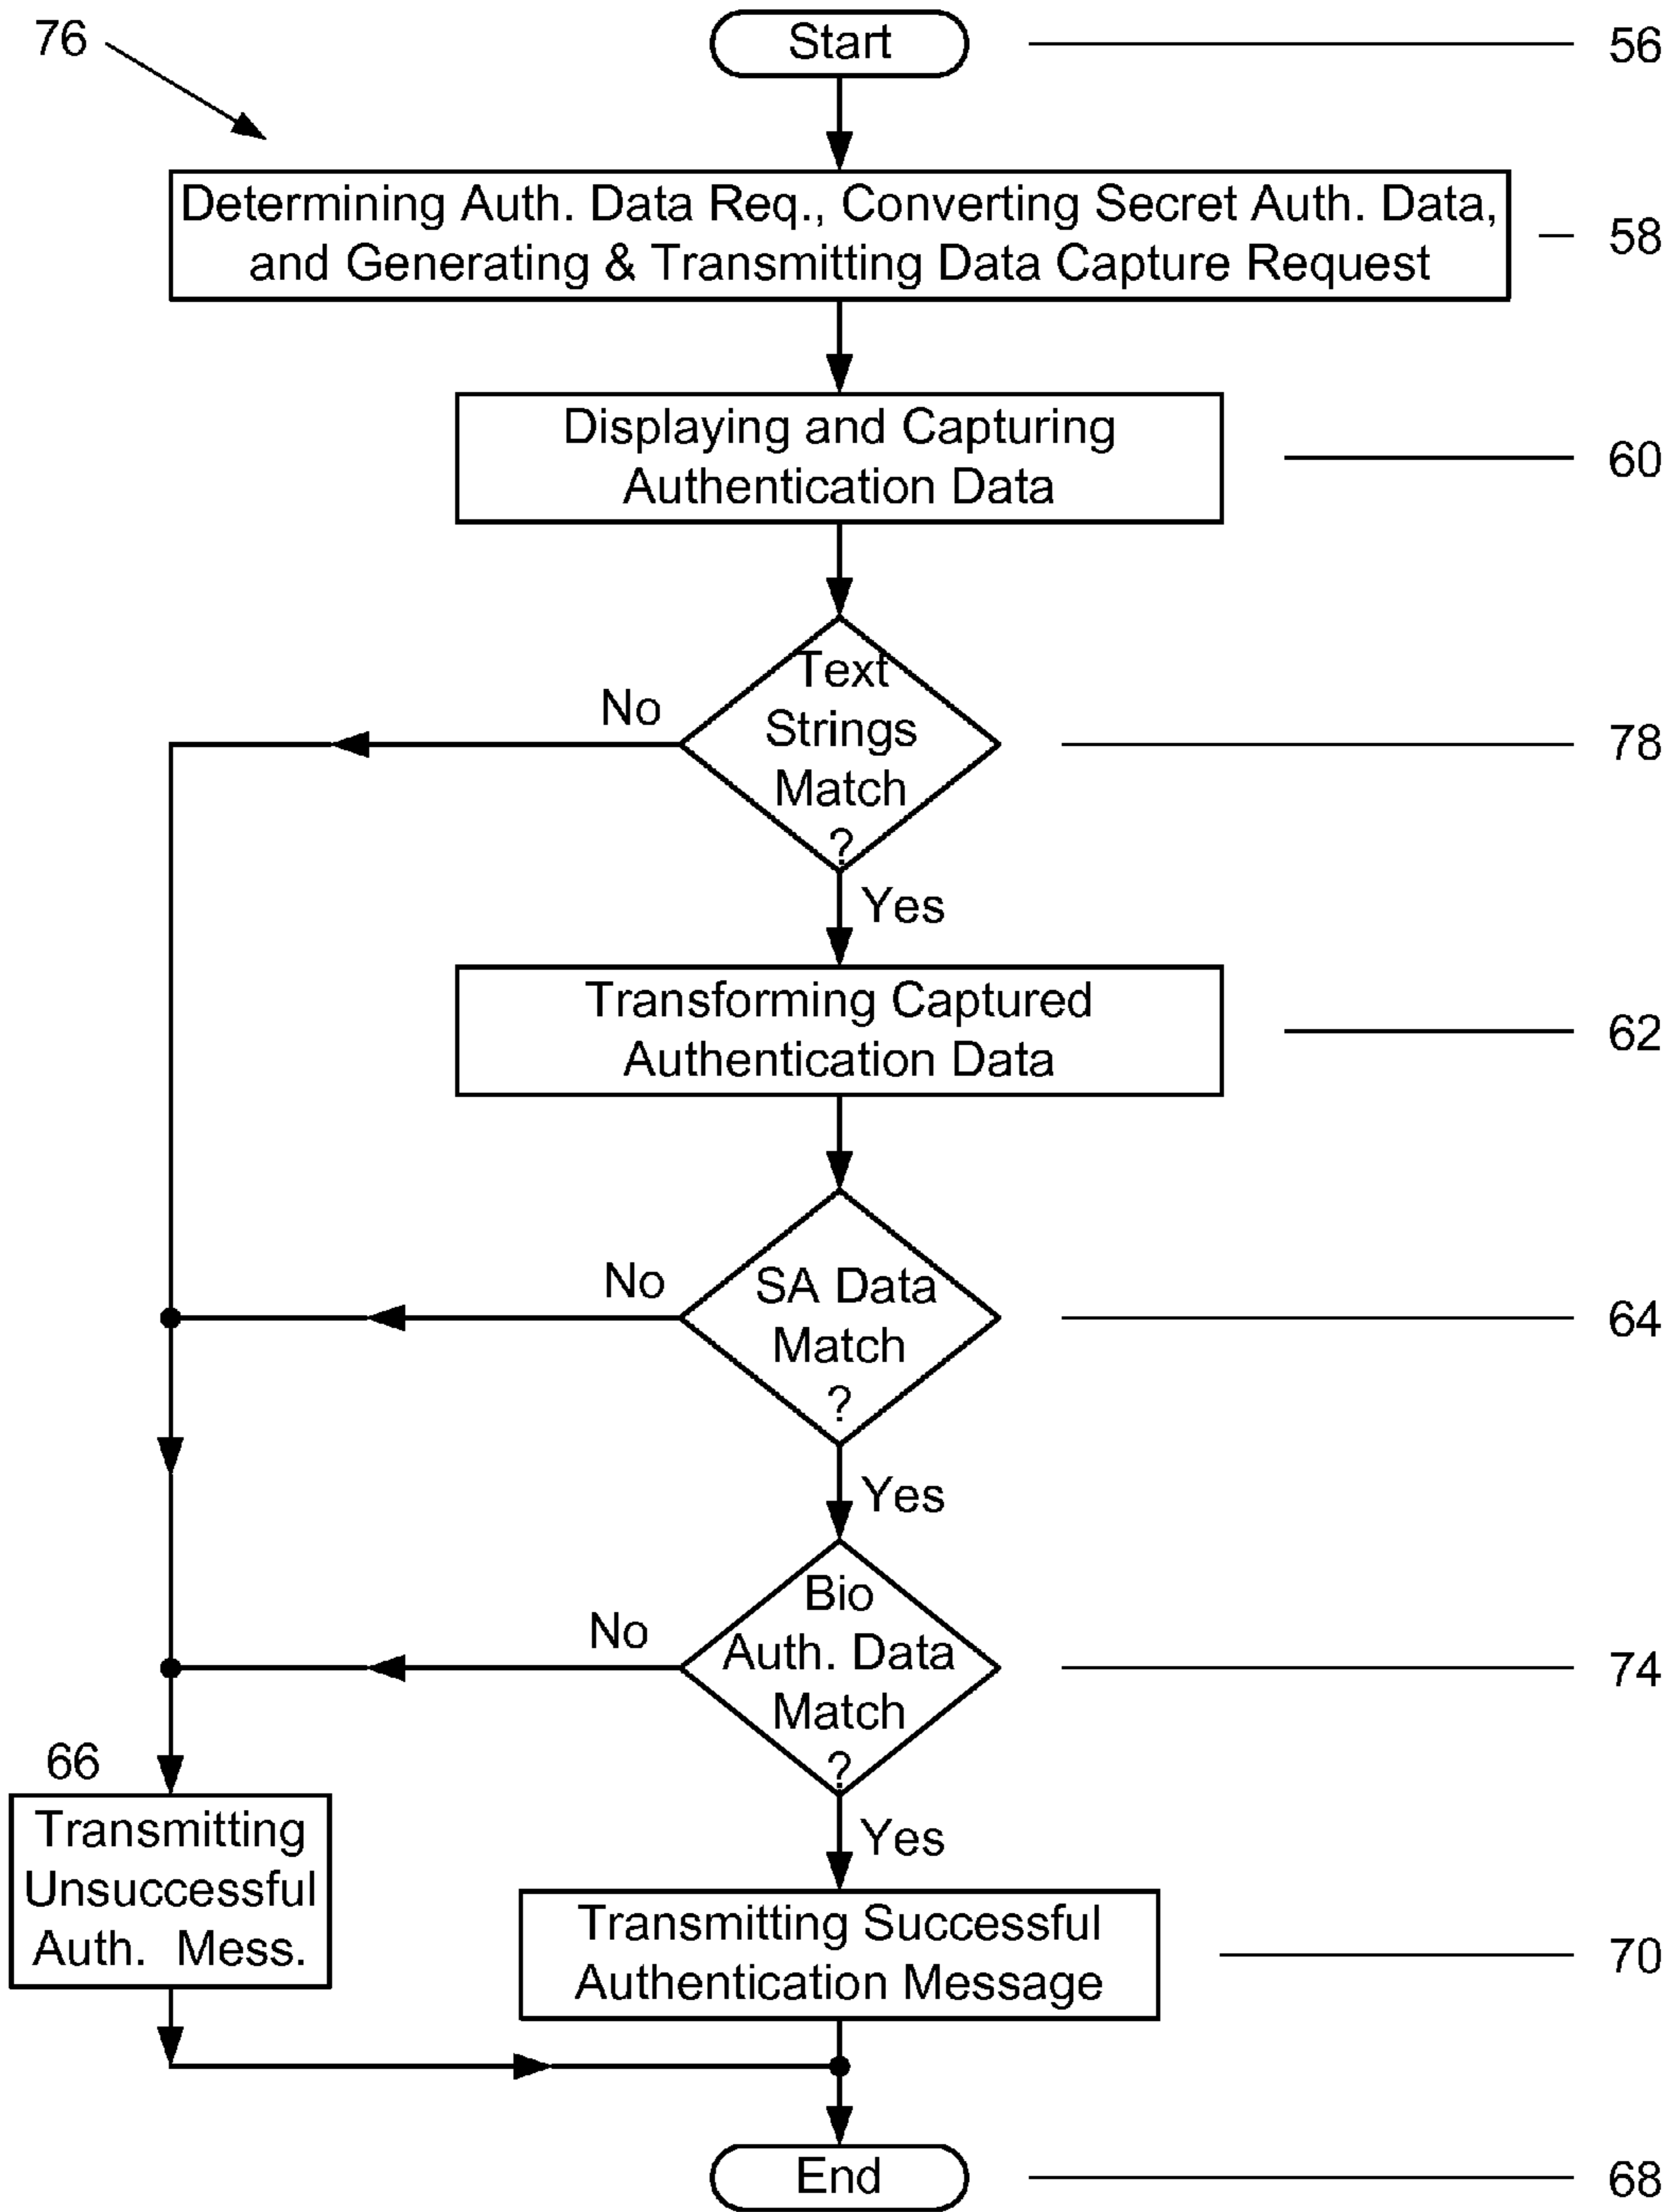 76
Start
56
Determining Auth. Data Req., Converting Secret Auth. Data,
and Generating & Transmitting Data Capture Request
58
Displaying and Capturing
Authentication Data
60
Text
Strings
Match
?
No
78
Yes
Transforming Captured
Authentication Data
62
SA Data
Match
?
No
64
Yes
Bio
Auth. Data
Match
?
No
74
66
Transmitting
Unsuccessful
Auth. Mess.
Yes
Transmitting Successful
Authentication Message
70
End
68